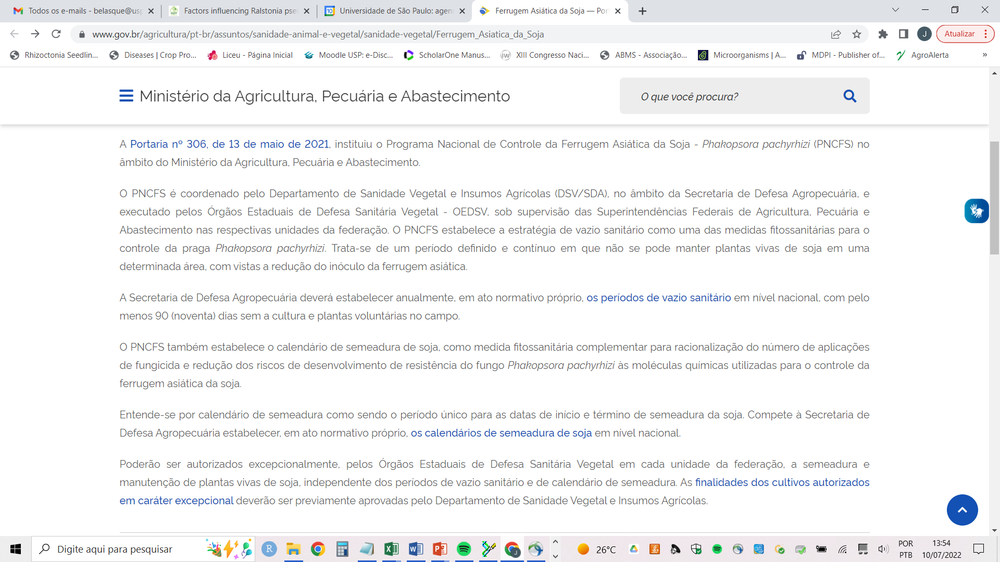 Todos os e-mails - belasque@usp
Factors influencing Ralstonia pse
Universidade de São Paulo: agen
Ferrugem Asiática da Soja — Por
www.gov.br/agricultura/pt-br/assuntos/sanidade-animal-e-vegetal/sanidade-vegetal/Ferrugem_Asiatica_da_Soja
J
Atualizar
Rhizoctonia Seedlin...
Diseases | Crop Pro...
Liceu - Página Inicial
Moodle USP: e-Disc...
ScholarOne Manus...
XIII Congresso Naci...
ABMS - Associação...
Microorganisms | A...
MDPI - Publisher of...
AgroAlerta
»
Ministério da Agricultura, Pecuária e Abastecimento
O que você procura?
A Portaria nº 306, de 13 de maio de 2021, instituiu o Programa Nacional de Controle da Ferrugem Asiática da Soja - Phakopsora pachyrhizi (PNCFS) no
âmbito do Ministério da Agricultura, Pecuária e Abastecimento.
O PNCFS é coordenado pelo Departamento de Sanidade Vegetal e Insumos Agrícolas (DSV/SDA), no âmbito da Secretaria de Defesa Agropecuária, e
executado pelos Órgãos Estaduais de Defesa Sanitária Vegetal - OEDSV, sob supervisão das Superintendências Federais de Agricultura, Pecuária e
Abastecimento nas respectivas unidades da federação. O PNCFS estabelece a estratégia de vazio sanitário como uma das medidas fitossanitárias para o
controle da praga Phakopsora pachyrhizi. Trata-se de um período definido e contínuo em que não se pode manter plantas vivas de soja em uma
determinada área, com vistas a redução do inóculo da ferrugem asiática.
A Secretaria de Defesa Agropecuária deverá estabelecer anualmente, em ato normativo próprio, os períodos de vazio sanitário em nível nacional, com pelo
menos 90 (noventa) dias sem a cultura e plantas voluntárias no campo.
O PNCFS também estabelece o calendário de semeadura de soja, como medida fitossanitária complementar para racionalização do número de aplicações
de fungicida e redução dos riscos de desenvolvimento de resistência do fungo Phakopsora pachyrhizi às moléculas químicas utilizadas para o controle da
ferrugem asiática da soja.
Entende-se por calendário de semeadura como sendo o período único para as datas de início e término de semeadura da soja. Compete à Secretaria de
Defesa Agropecuária estabelecer, em ato normativo próprio, os calendários de semeadura de soja em nível nacional.
Poderão ser autorizados excepcionalmente, pelos Órgãos Estaduais de Defesa Sanitária Vegetal em cada unidade da federação, a semeadura e
manutenção de plantas vivas de soja, independente dos períodos de vazio sanitário e de calendário de semeadura. As finalidades dos cultivos autorizados
em caráter excepcional deverão ser previamente aprovadas pelo Departamento de Sanidade Vegetal e Insumos Agrícolas.
Digite aqui para pesquisar
26°C
POR
PTB
13:54
10/07/2022